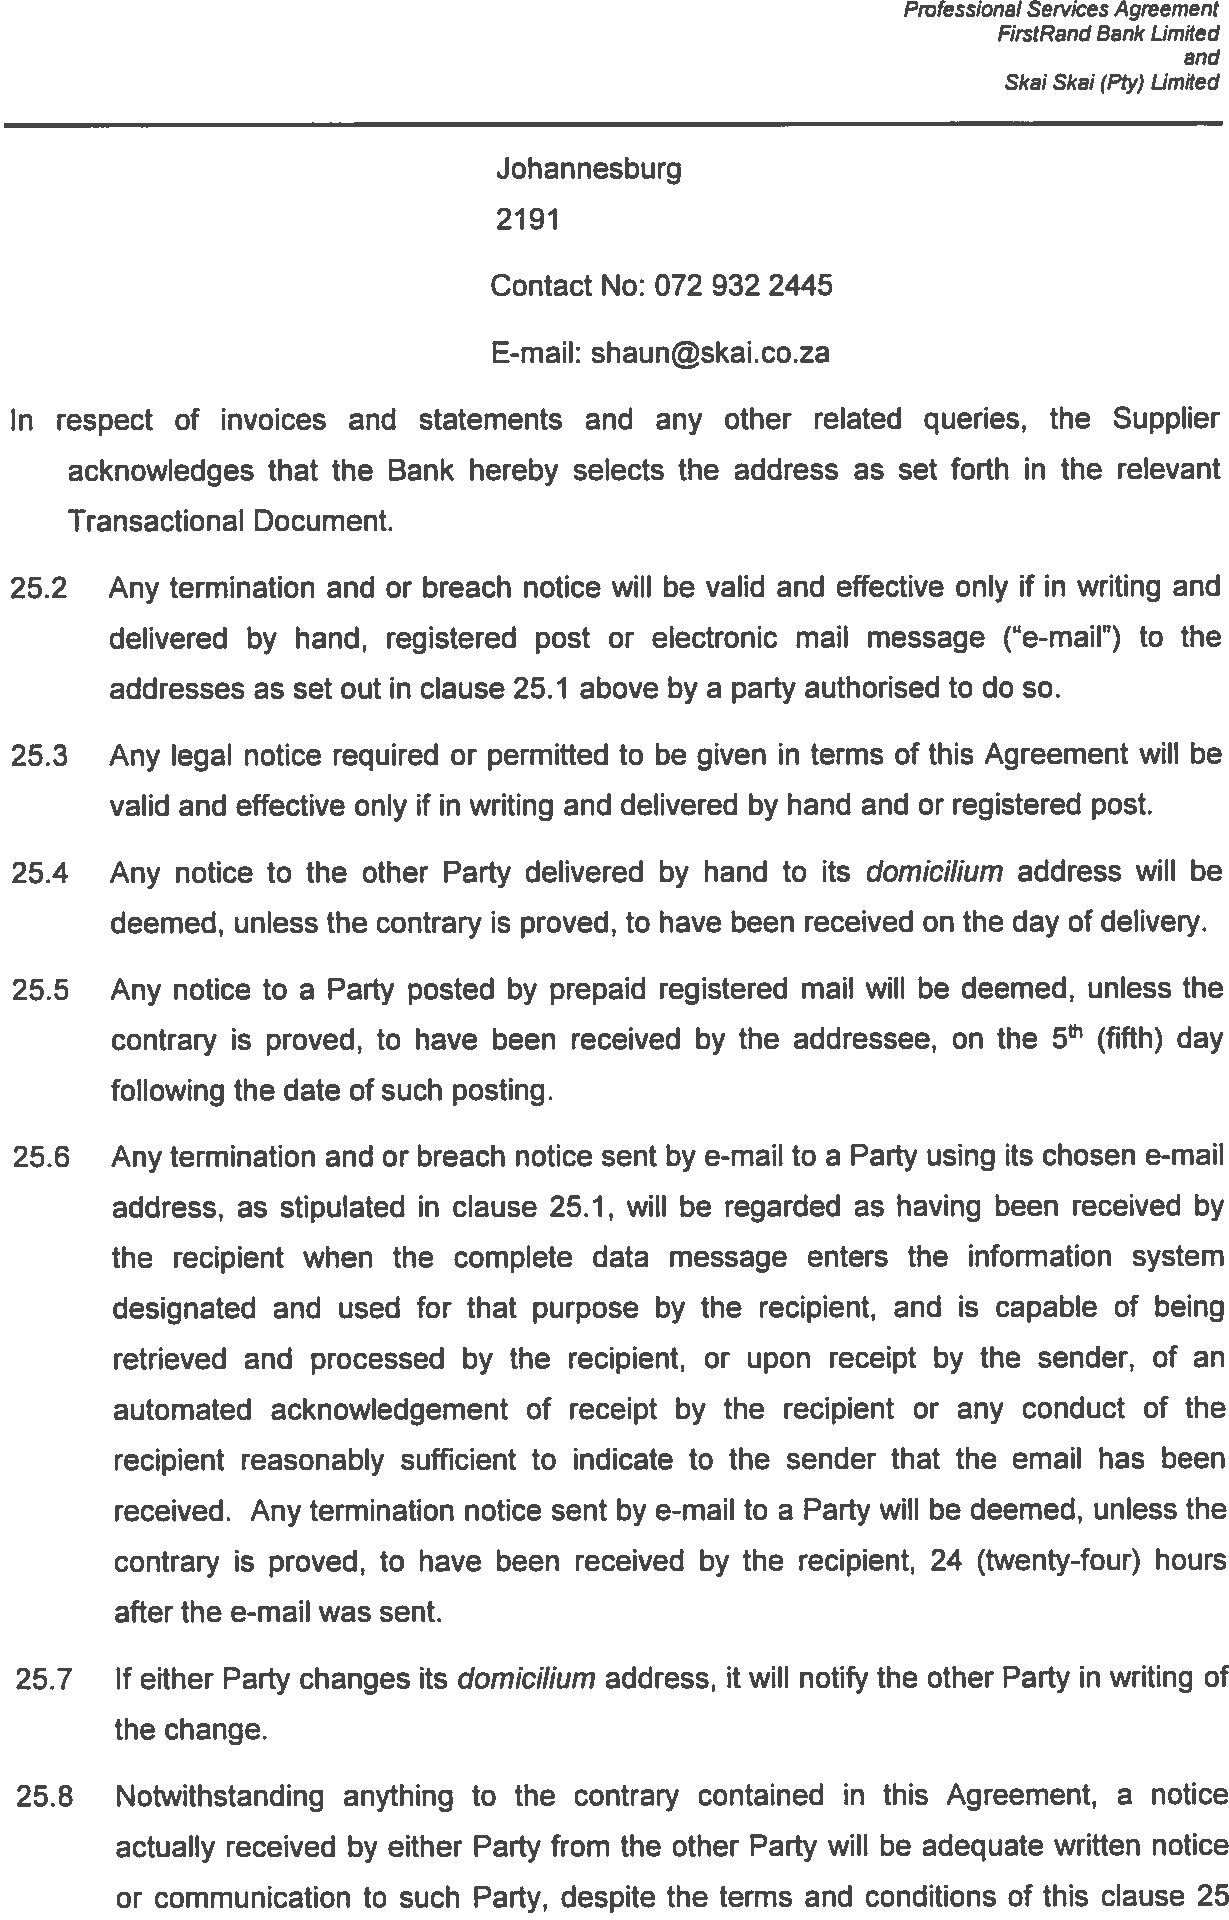 Professional Services Agreement
FirstRand Bank Limited
and
Skai Skai (Pty) Limited
Johannesburg
2191
Contact No: 072 932 2445
E-mail: shaun@skai.co.za
In respect of invoices and statements and any other related queries, the Supplier
acknowledges that the Bank hereby selects the address as set forth in the relevant
Transactional Document.
25.2 Any termination and or breach notice will be valid and effective only if in writing and
delivered by hand, registered post or electronic mail message (“e-mail”) to the
addresses as set out in clause 25.1 above by a party authorised to do so.
25.3 Any legal notice required or permitted to be given in terms of this Agreement will be
valid and effective only if in writing and delivered by hand and or registered post.
25.4 Any notice to the other Party delivered by hand to its domicilium address will be
deemed, unless the contrary is proved, to have been received on the day of delivery.
25.5 Any notice to a Party posted by prepaid registered mail will be deemed, unless the
contrary is proved, to have been received by the addressee, on the 5th (fifth) day
following the date of such posting.
25.6 Any termination and or breach notice sent by e-mail to a Party using its chosen e-mail
address, as stipulated in clause 25.1, will be regarded as having been received by
the recipient when the complete data message enters the information system
designated and used for that purpose by the recipient, and is capable of being
retrieved and processed by the recipient, or upon receipt by the sender, of an
automated acknowledgement of receipt by the recipient or any conduct of the
recipient reasonably sufficient to indicate to the sender that the email has been
received. Any termination notice sent by e-mail to a Party will be deemed, unless the
contrary is proved, to have been received by the recipient, 24 (twenty-four) hours
after the e-mail was sent.
25.7 If either Party changes its domicilium address, it will notify the other Party in writing of
the change.
25.8 Notwithstanding anything to the contrary contained in this Agreement, a notice
actually received by either Party from the other Party will be adequate written notice
or communication to such Party, despite the terms and conditions of this clause 25